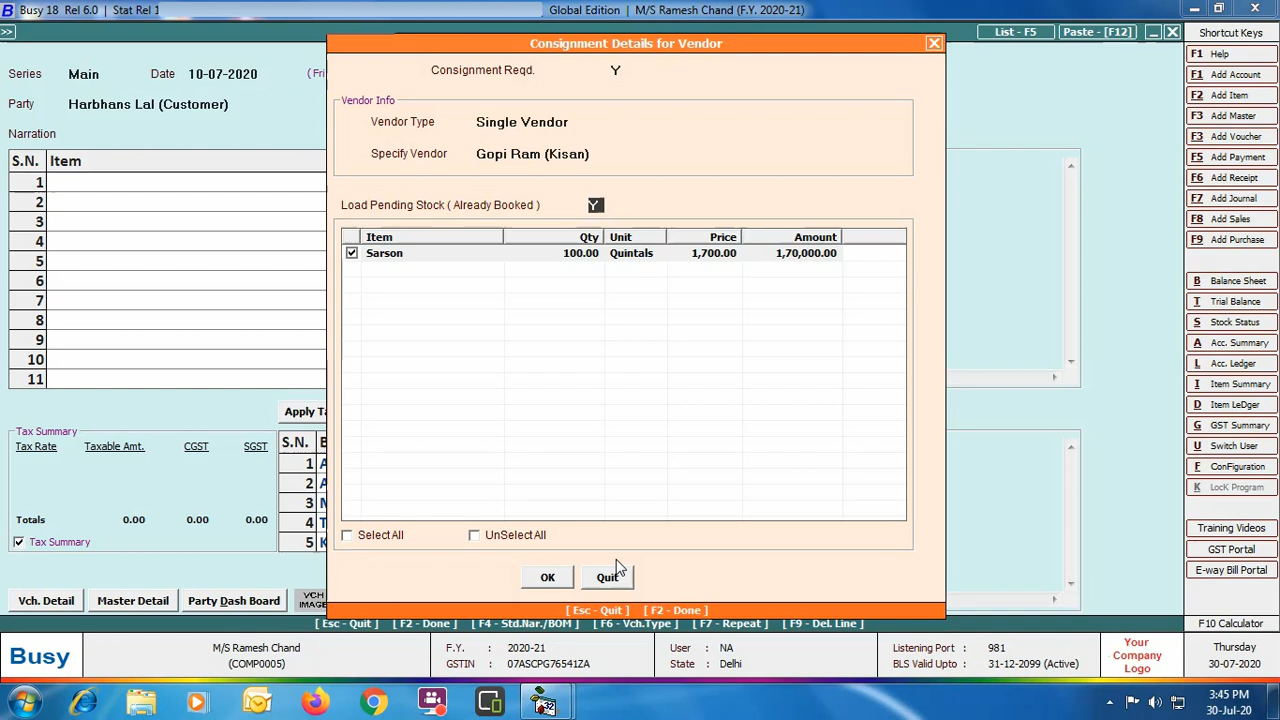 Busy 18 Rel 6.0 | Stat Rel 1
Global Edition | M/S Ramesh Chand (F.Y. 2020-21)
>>
List - F5
Paste - [F12]
Shortcut Keys
Series Main Date 10-07-2020 (Fri
Party Harbhans Lal (Customer)
Narration
S.N. Item
1
2
3
4
5
6
7
8
9
10
11
Apply Ta
Tax Summary
Tax Rate Taxable Amt. CGST SGST
Totals 0.00 0.00 0.00
Tax Summary
S.N.
1 A
2 A
3
4 T
5 K
Vch. Detail Master Detail Party Dash Board VCH IMAGE
Consignment Details for Vendor
Consignment Reqd. Y
Vendor Info
Vendor Type Single Vendor
Specify Vendor Gopi Ram (Kisan)
Load Pending Stock ( Already Booked ) Y
Item Qty Unit Price Amount
Sarson 100.00 Quintals 1,700.00 1,70,000.00
Select All UnSelect All
OK Quit
[ Esc - Quit ] [ F2 - Done ]
[ Esc - Quit ] [ F2 - Done ] [ F4 - Std.Nar./BOM ] [ F6 - Vch.Type ] [ F7 - Repeat ] [ F9 - Del. Line ]
F1 Help
F1 Add Account
F2 Add Item
F3 Add Master
F3 Add Voucher
F5 Add Payment
F6 Add Receipt
F7 Add Journal
F8 Add Sales
F9 Add Purchase
B Balance Sheet
T Trial Balance
S Stock Status
A Acc. Summary
L Acc. Ledger
I Item Summary
D Item LeDger
G GST Summary
U Switch User
F ConFiguration
K LocK Program
Training Videos
GST Portal
E-way Bill Portal
F10 Calculator
Busy
M/S Ramesh Chand
(COMP0005)
F.Y. : 2020-21
GSTIN : 07ASCPG76541ZA
User : NA
State : Delhi
Listening Port : 981
BLS Valid Upto : 31-12-2099 (Active)
Your
Company
Logo
Thursday
30-07-2020
32
3:45 PM
30-Jul-20